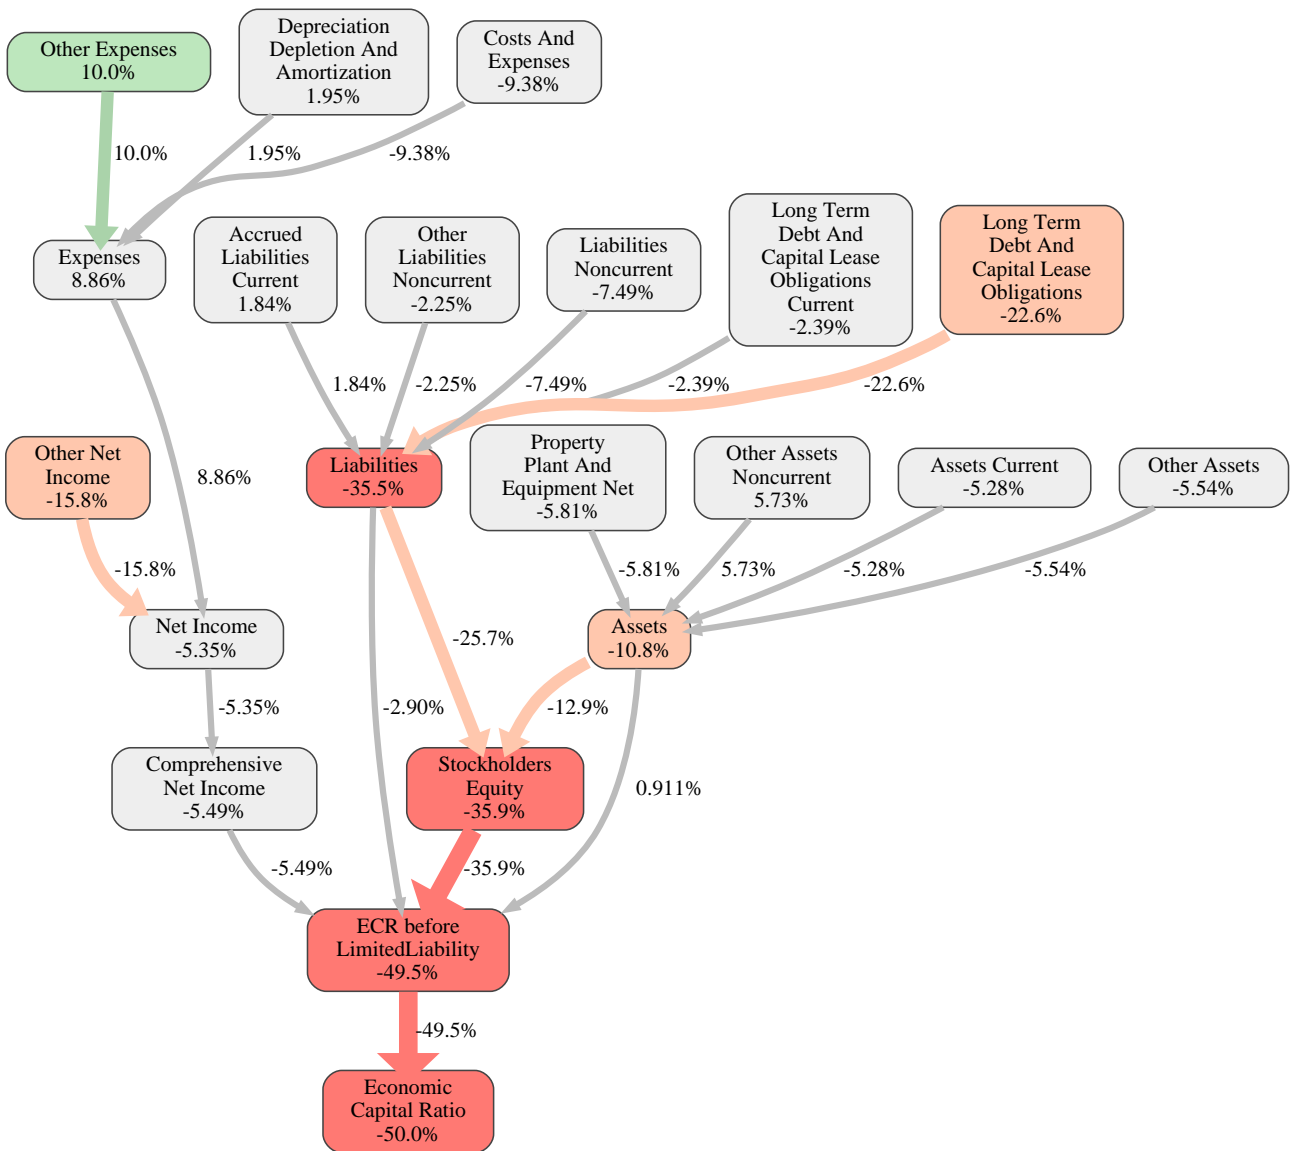 Other Expenses
10.0%
Depreciation
Depletion And
Amortization
1.95%
Costs And
Expenses
-9.38%
10.0%
1.95%
-9.38%
Expenses
8.86%
Accrued
Liabilities
Current
1.84%
Other
Liabilities
Noncurrent
-2.25%
Liabilities
Noncurrent
-7.49%
Long Term
Debt And
Capital Lease
Obligations
Current
-2.39%
Long Term
Debt And
Capital Lease
Obligations
-22.6%
1.84%
-2.25%
-7.49%
-2.39%
-22.6%
Other Net
Income
-15.8%
8.86%
Liabilities
-35.5%
Property
Plant And
Equipment Net
-5.81%
Other Assets
Noncurrent
5.73%
Assets Current
-5.28%
Other Assets
-5.54%
-15.8%
-5.81%
5.73%
-5.28%
-5.54%
Net Income
-5.35%
-25.7%
Assets
-10.8%
-5.35%
-2.90%
-12.9%
Comprehensive
Net Income
-5.49%
Stockholders
Equity
-35.9%
0.911%
-5.49%
-35.9%
ECR before
LimitedLiability
-49.5%
-49.5%
Economic
Capital Ratio
-50.0%